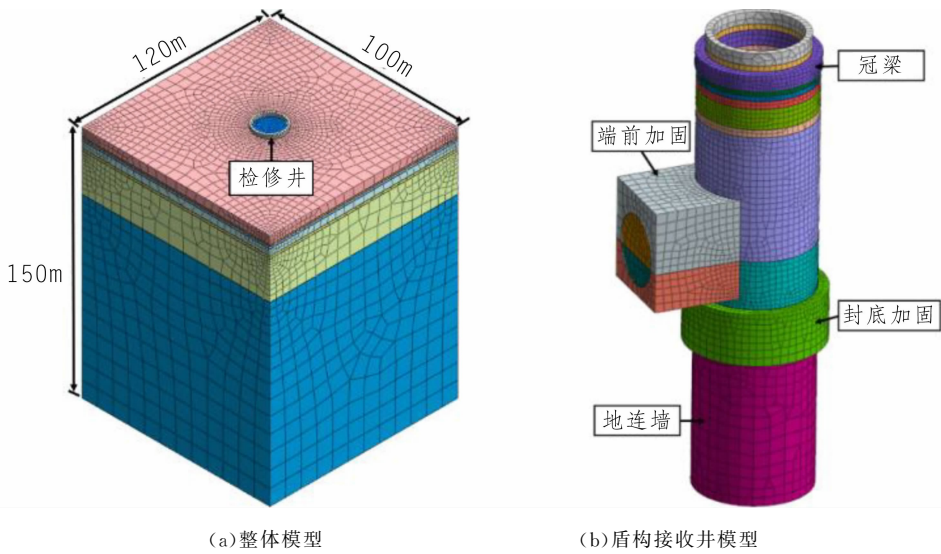 120m
100m
检修井
150m
(a)整体模型
冠梁
端前加固
封底加固
地连墙
(b)盾构接收井模型